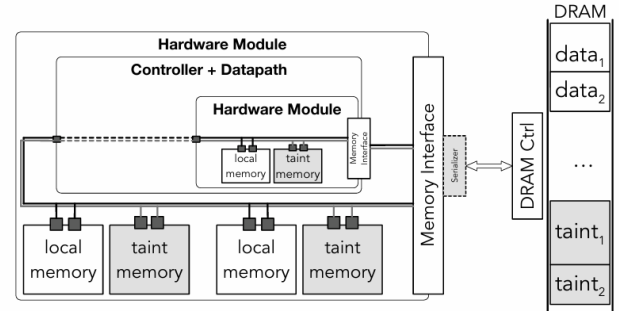 DRAM
Hardware Module
Controller + Datapath
Hardware Module
local
memory
taint
memory
Memory
Interface
Memory Interface
Serializer
DRAM Ctrl
data1
data2
...
taint1
taint2
local
memory
taint
memory
local
memory
taint
memory